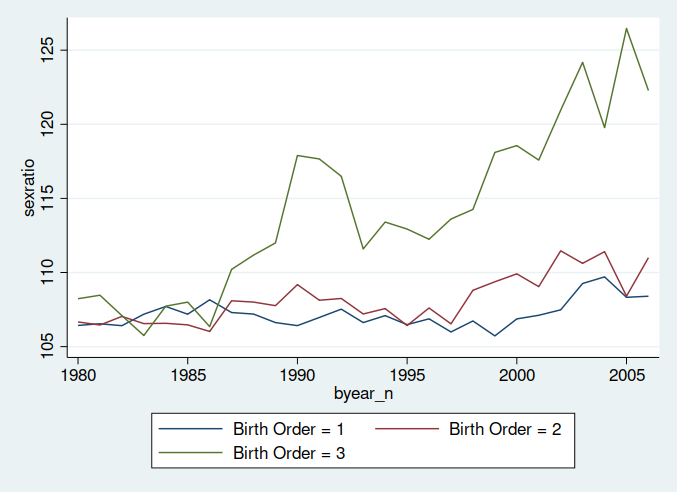 sexratio
125
120
115
110
105
1980 1985 1990 1995 2000 2005
byear_n
Birth Order = 1 Birth Order = 2
Birth Order = 3